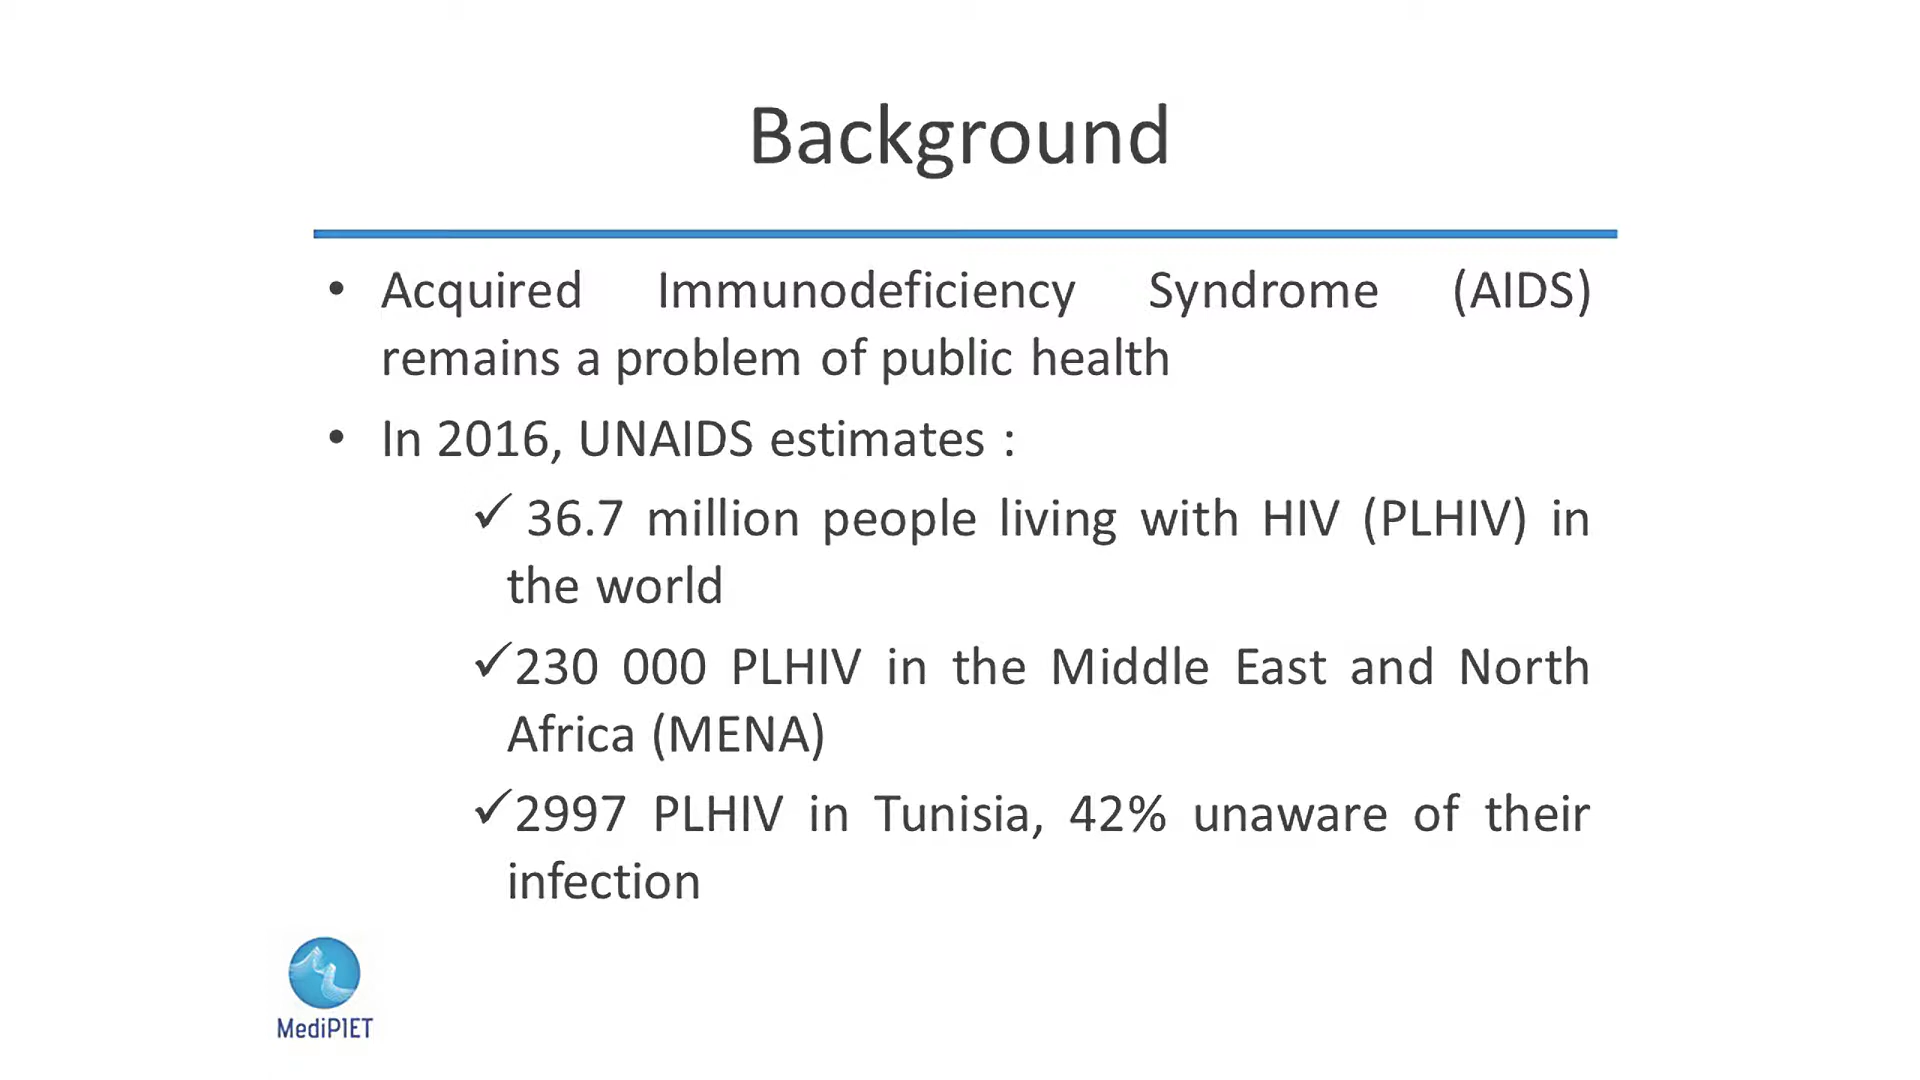 Background
• Acquired Immunodeficiency Syndrome (AIDS)
remains a problem of public health
• In 2016, UNAIDS estimates :
✓ 36.7 million people living with HIV (PLHIV) in
the world
✓230 000 PLHIV in the Middle East and North
Africa (MENA)
✓2997 PLHIV in Tunisia, 42% unaware of their
infection
MediPIET